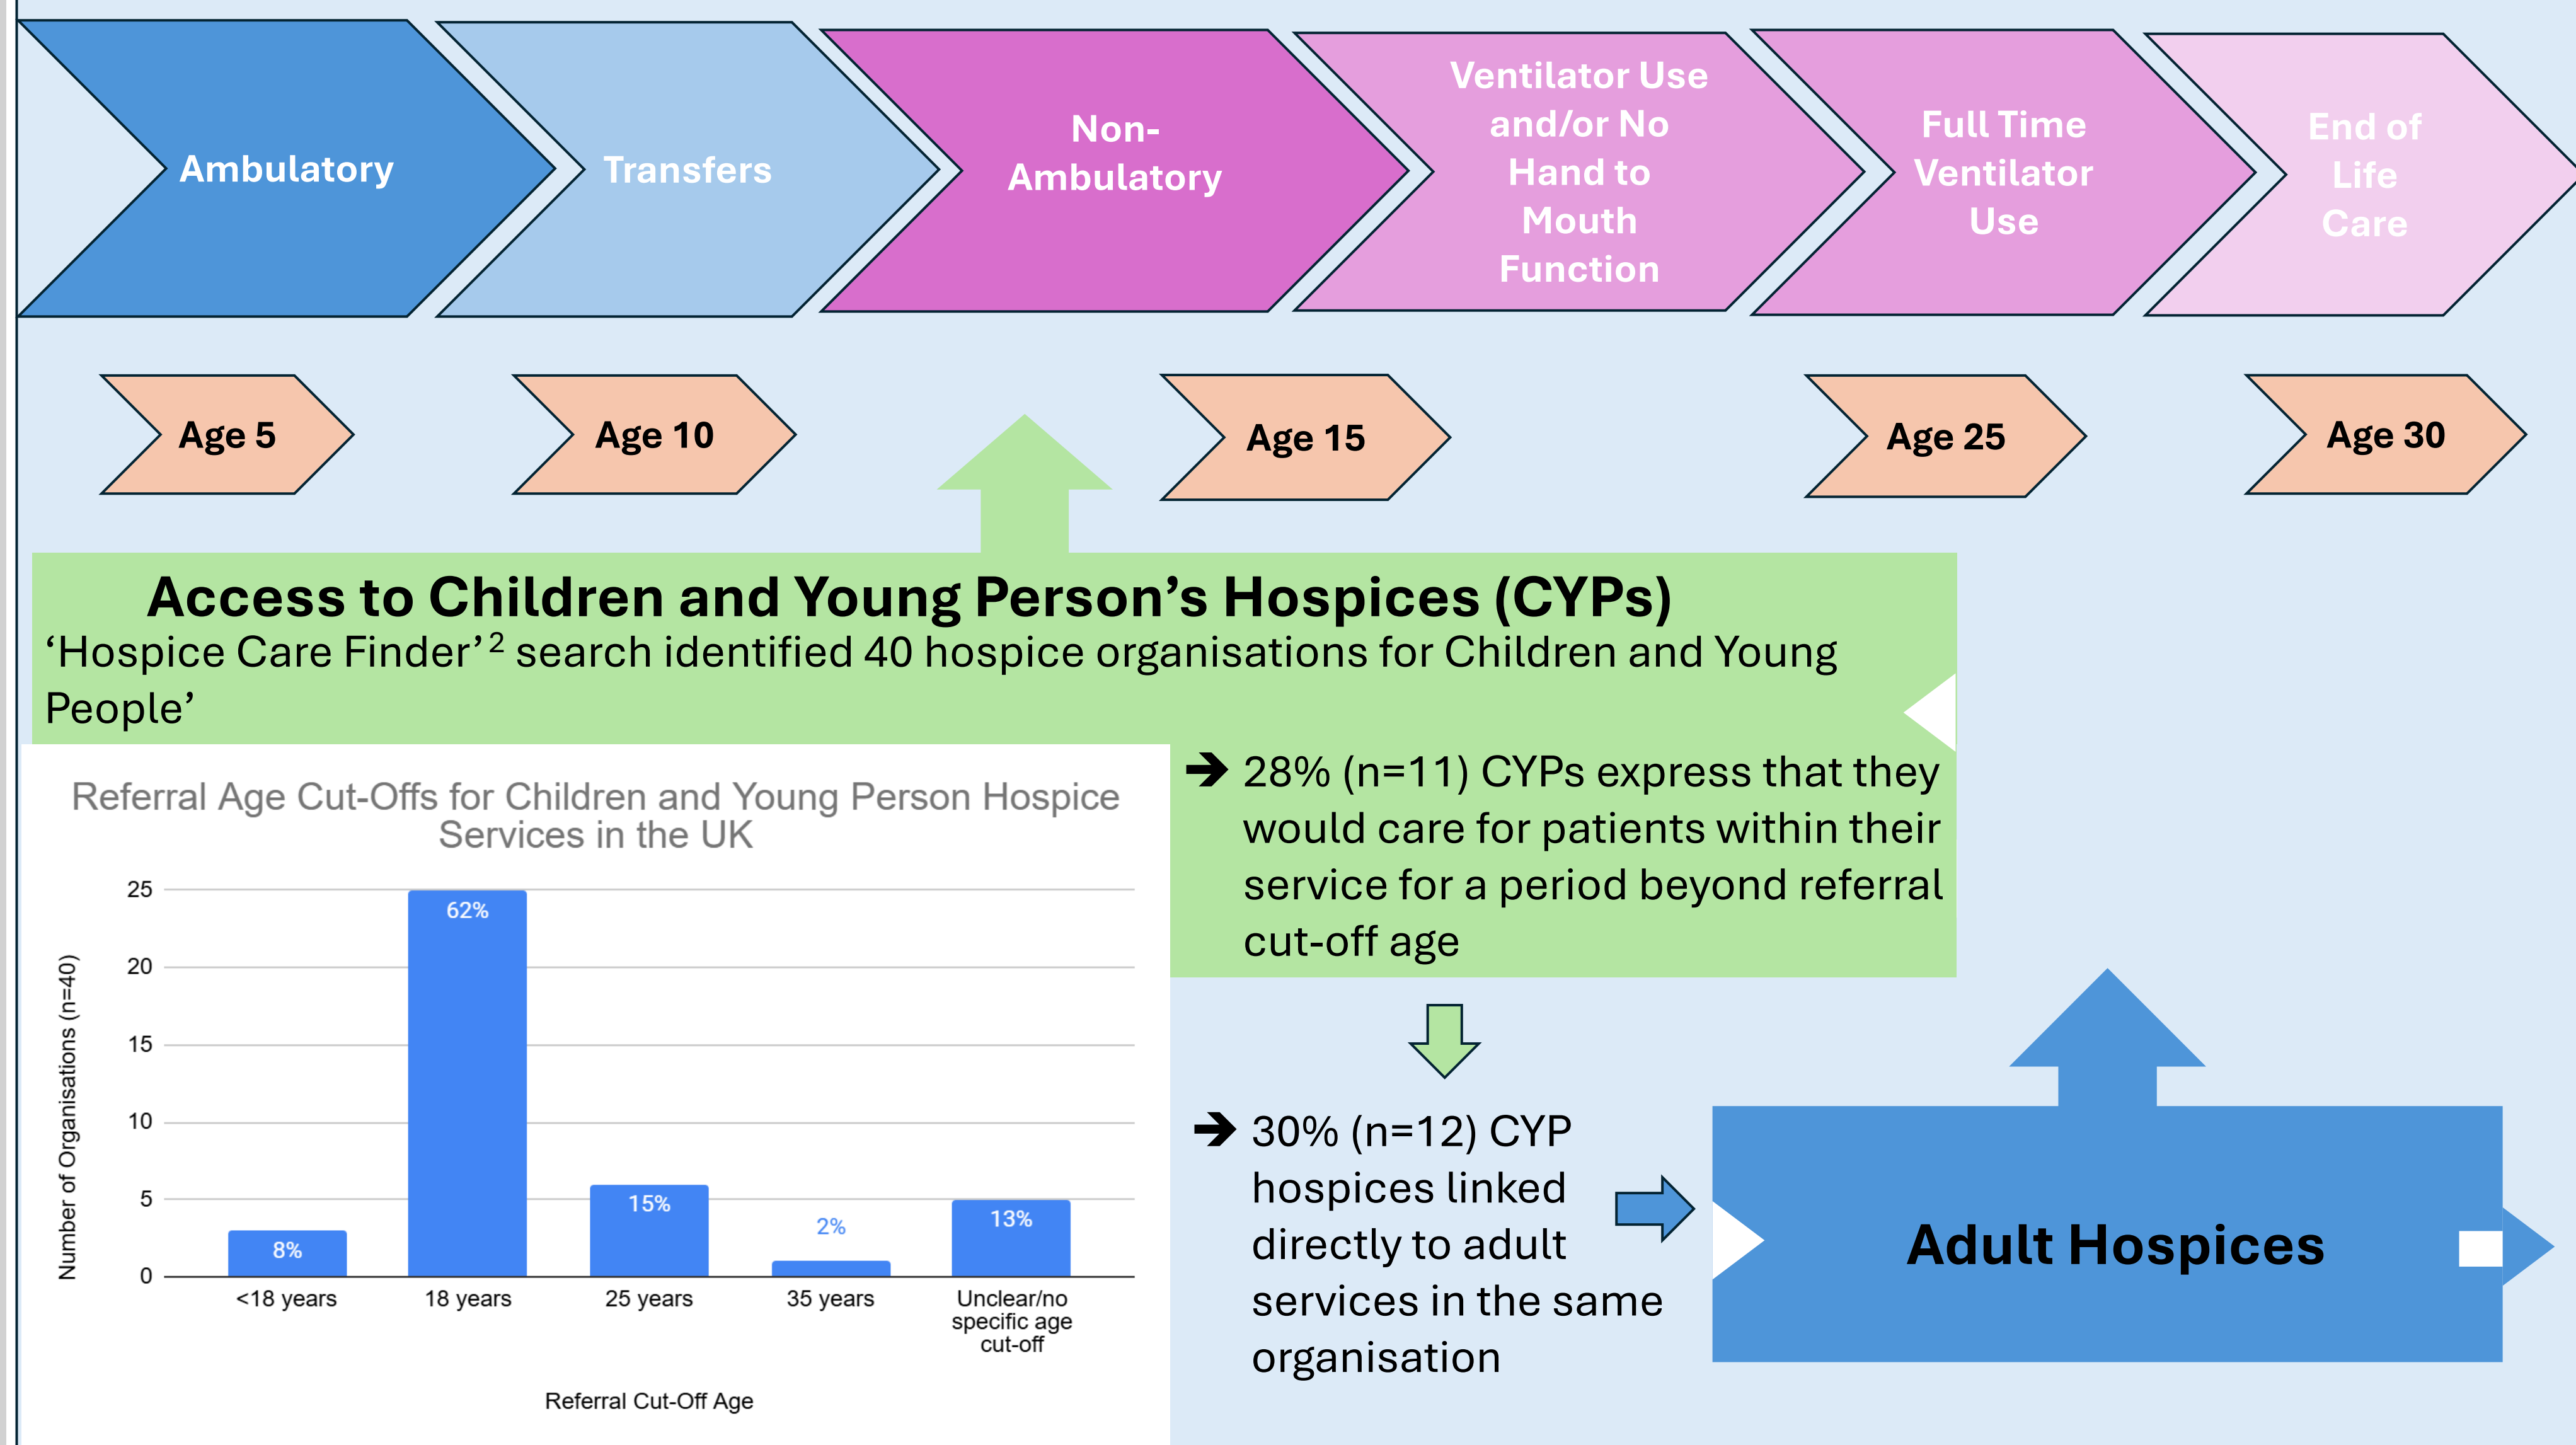 Ambulatory
Transfers
Non-
Ambulatory
Ventilator Use
and/or No
Hand to
Mouth
Function
Full Time
Ventilator
Use
End of
Life
Care
Age 5
Age 10
Age 15
Age 25
Age 30
Access to Children and Young Person’s Hospices (CYPs)
‘Hospice Care Finder’² search identified 40 hospice organisations for Children and Young
People’
Referral Age Cut-Offs for Children and Young Person Hospice
Services in the UK
Number of Organisations (n=40)
25
20
15
10
5
0
8%
62%
15%
2%
13%
<18 years
18 years
25 years
35 years
Unclear/no
specific age
cut-off
Referral Cut-Off Age
➔ 28% (n=11) CYPs express that they
would care for patients within their
service for a period beyond referral
cut-off age
➔ 30% (n=12) CYP
hospices linked
directly to adult
services in the same
organisation
Adult Hospices